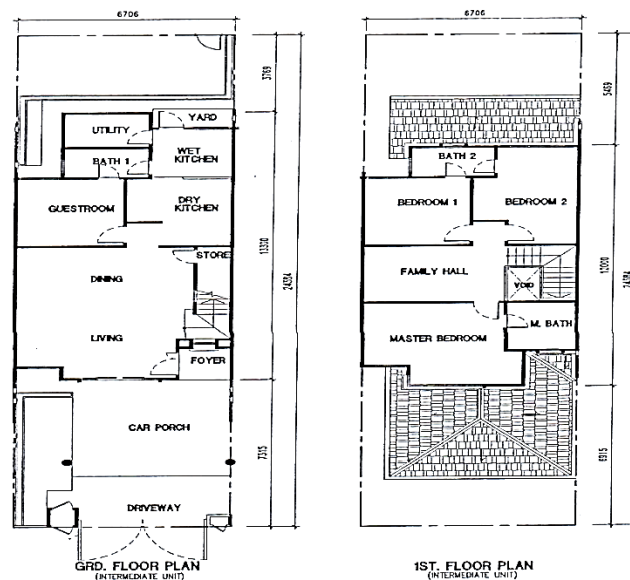 6706
3769
YARD
UTILITY
WET
KITCHEN
BATH 1
GUESTROOM
DRY
KITCHEN
STORE
DINING
LIVING
FOYER
13330
24384
CAR PORCH
7315
DRIVEWAY
GRD. FLOOR PLAN
(INTERMEDIATE UNIT)
6706
5469
BATH 2
BEDROOM 1
BEDROOM 2
FAMILY HALL
VOID
12000
24384
M. BATH
MASTER BEDROOM
6915
1ST. FLOOR PLAN
(INTERMEDIATE UNIT)